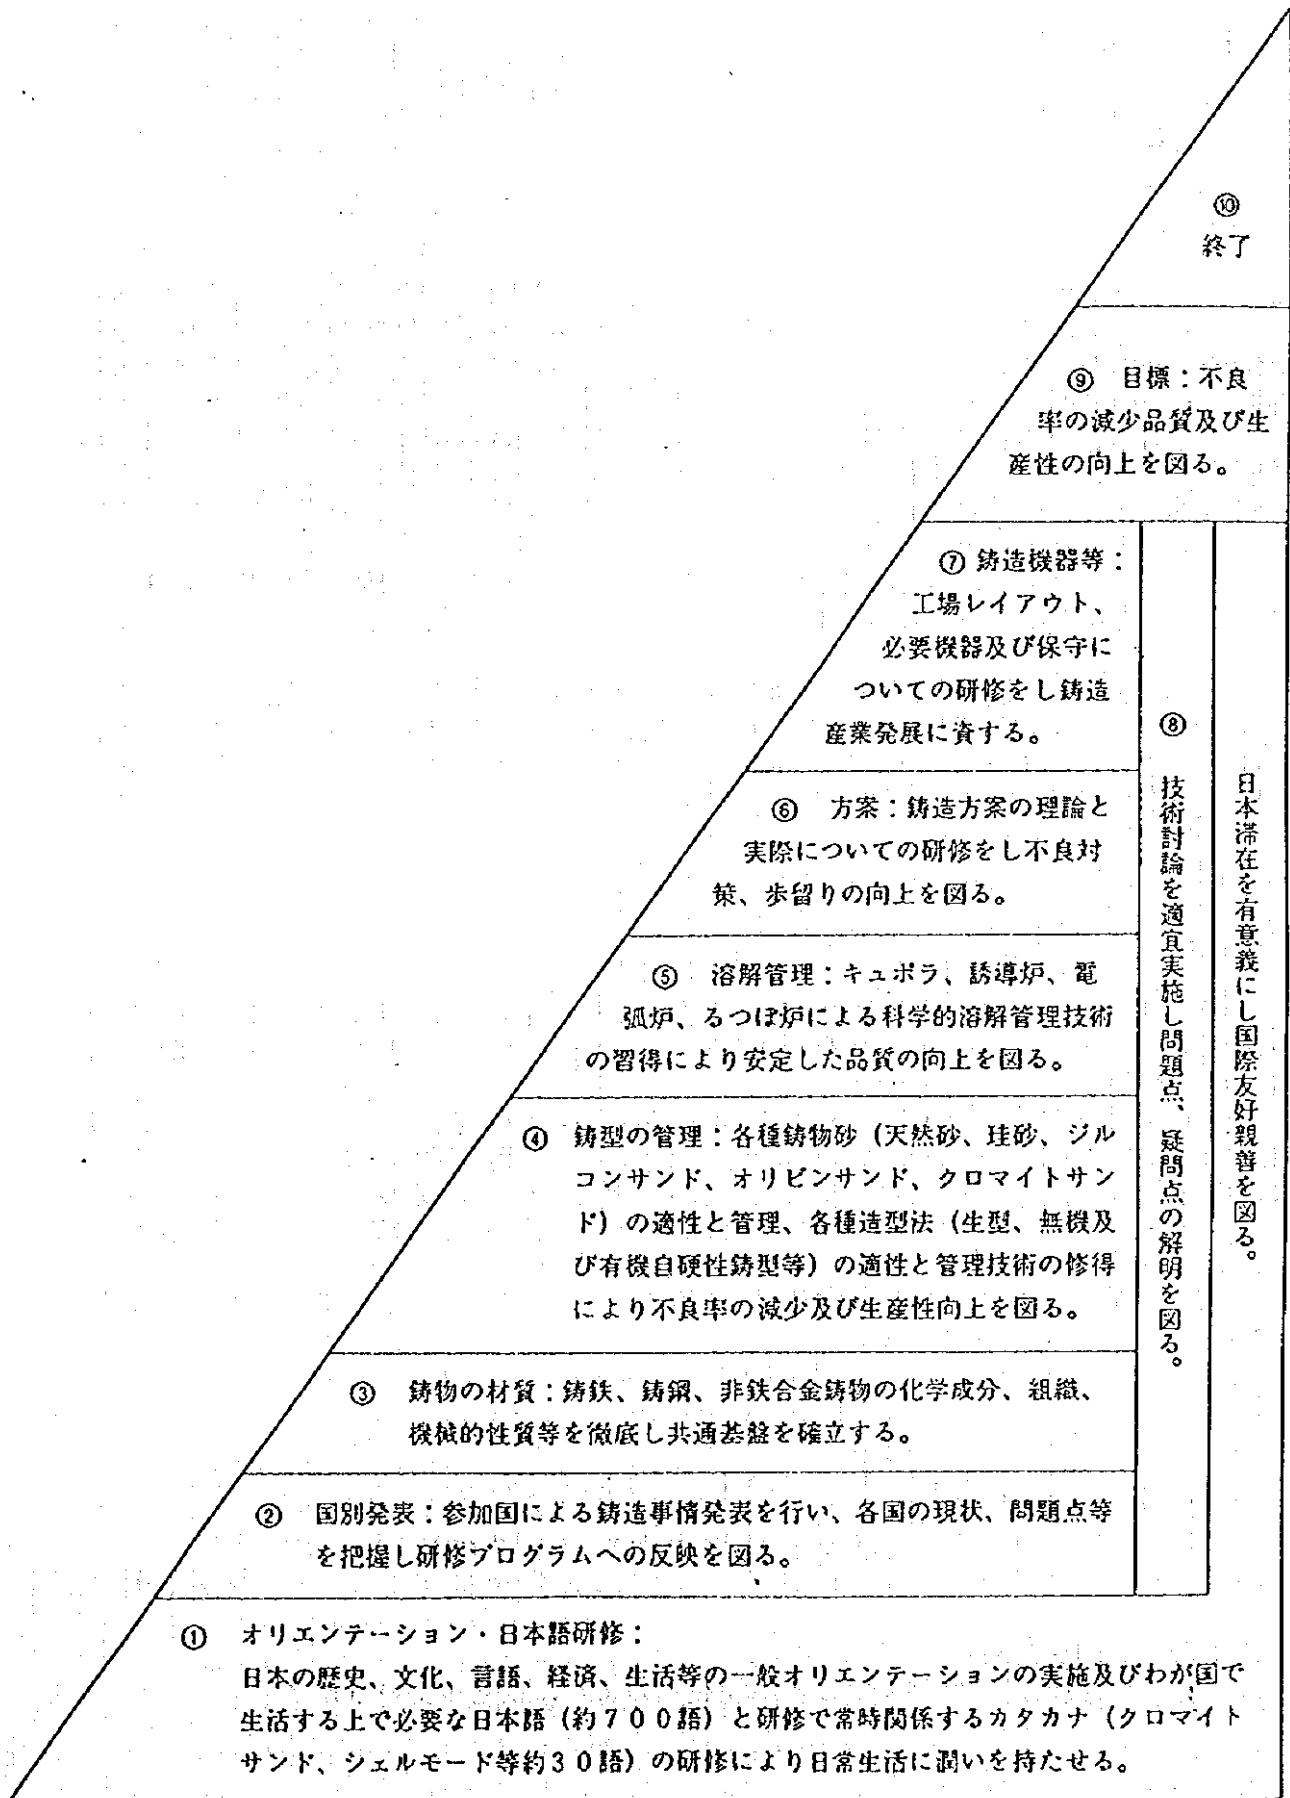 ⑩
終了
⑨ 目標：不良
率の減少品質及び生
産性の向上を図る。
⑦ 鋳造機器等：
工場レイアウト、
必要機器及び保守に
ついての研修をし鋳造
産業発展に資する。
⑧ 技術討論を適宜実施し問題点、疑問点の解明を図る。
日本滞在を有意義にし国際友好親善を図る。
⑥ 方案：鋳造方案の理論と
実際についての研修をし不良対
策、歩留りの向上を図る。
⑤ 溶解管理：キュポラ、誘導炉、電
弧炉、るつぼ炉による科学的溶解管理技術
の習得により安定した品質の向上を図る。
④ 鋳型の管理：各種鋳物砂（天然砂、珪砂、ジル
コンサンド、オリビンサンド、クロマイトサン
ド）の適性と管理、各種造型法（生型、無機及
び有機自硬性鋳型等）の適性と管理技術の修得
により不良率の減少及び生産性向上を図る。
③ 鋳物の材質：鋳鉄、鋳鋼、非鉄合金鋳物の化学成分、組織、
機械的性質等を徹底し共通基盤を確立する。
② 国別発表：参加国による鋳造事情発表を行い、各国の現状、問題点等
を把握し研修プログラムへの反映を図る。
① オリエンテーション・日本語研修：
日本の歴史、文化、言語、経済、生活等の一般オリエンテーションの実施及びわが国で
生活する上で必要な日本語（約７００語）と研修で常時関係するカタカナ（クロマイト
サンド、シェルモード等約３０語）の研修により日常生活に潤いを持たせる。